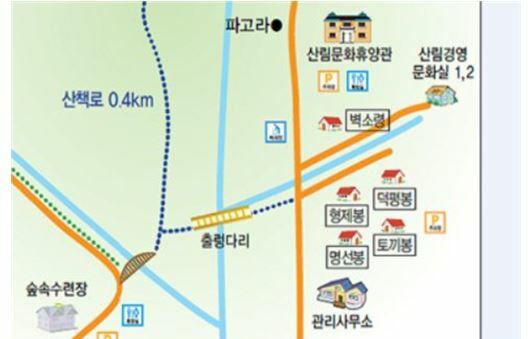 파고라
산림문화휴양관
산림경영
문화실 1,2
산책로 0.4km
벽소령
덕평봉
형제봉
토끼봉
명선봉
출렁다리
숲속수련장
관리사무소
P
P
P